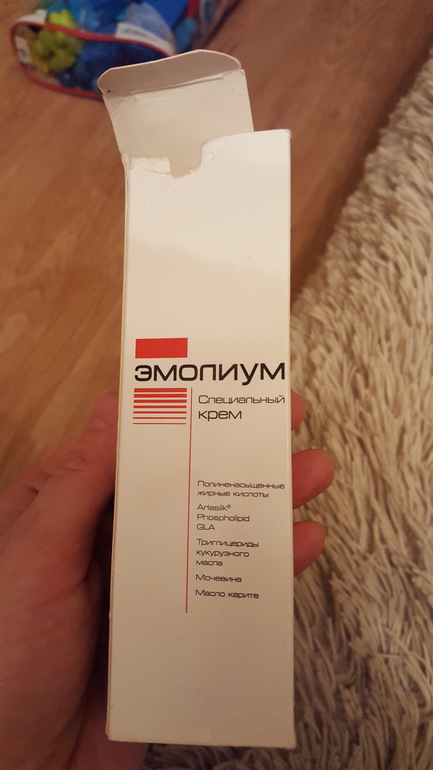 эмолиум
Специальный
крем
Полиненасыщенные
жирные кислоты
Arlasilk®
Phospholipid
GLA
Триглицериды
кукурузного
масла
Мочевина
Масло карите